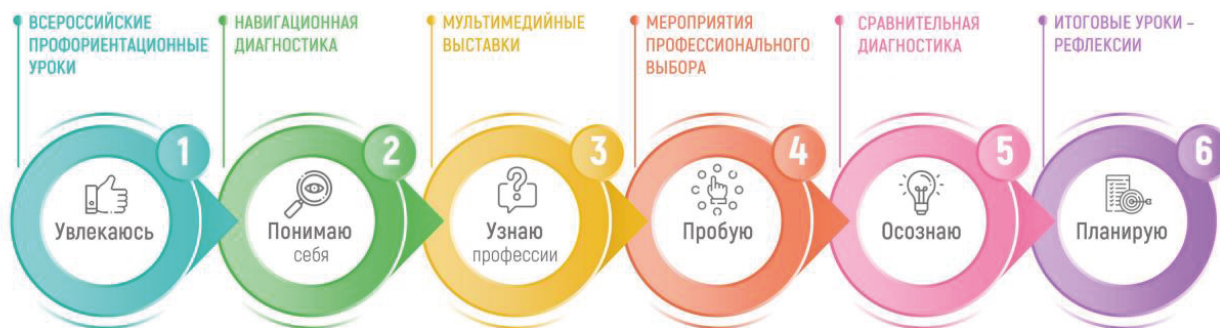 ВСЕРОССИЙСКИЕ
ПРОФОРИЕНТАЦИОННЫЕ
УРОКИ
НАВИГАЦИОННАЯ
ДИАГНОСТИКА
МУЛЬТИМЕДИЙНЫЕ
ВЫСТАВКИ
МЕРОПРИЯТИЯ
ПРОФЕССИОНАЛЬНОГО
ВЫБОРА
СРАВНИТЕЛЬНАЯ
ДИАГНОСТИКА
ИТОГОВЫЕ УРОКИ –
РЕФЛЕКСИИ
1
Увлекаюсь
2
Понимаю
себя
3
Узнаю
профессии
4
Пробую
5
Осознаю
6
Планирую